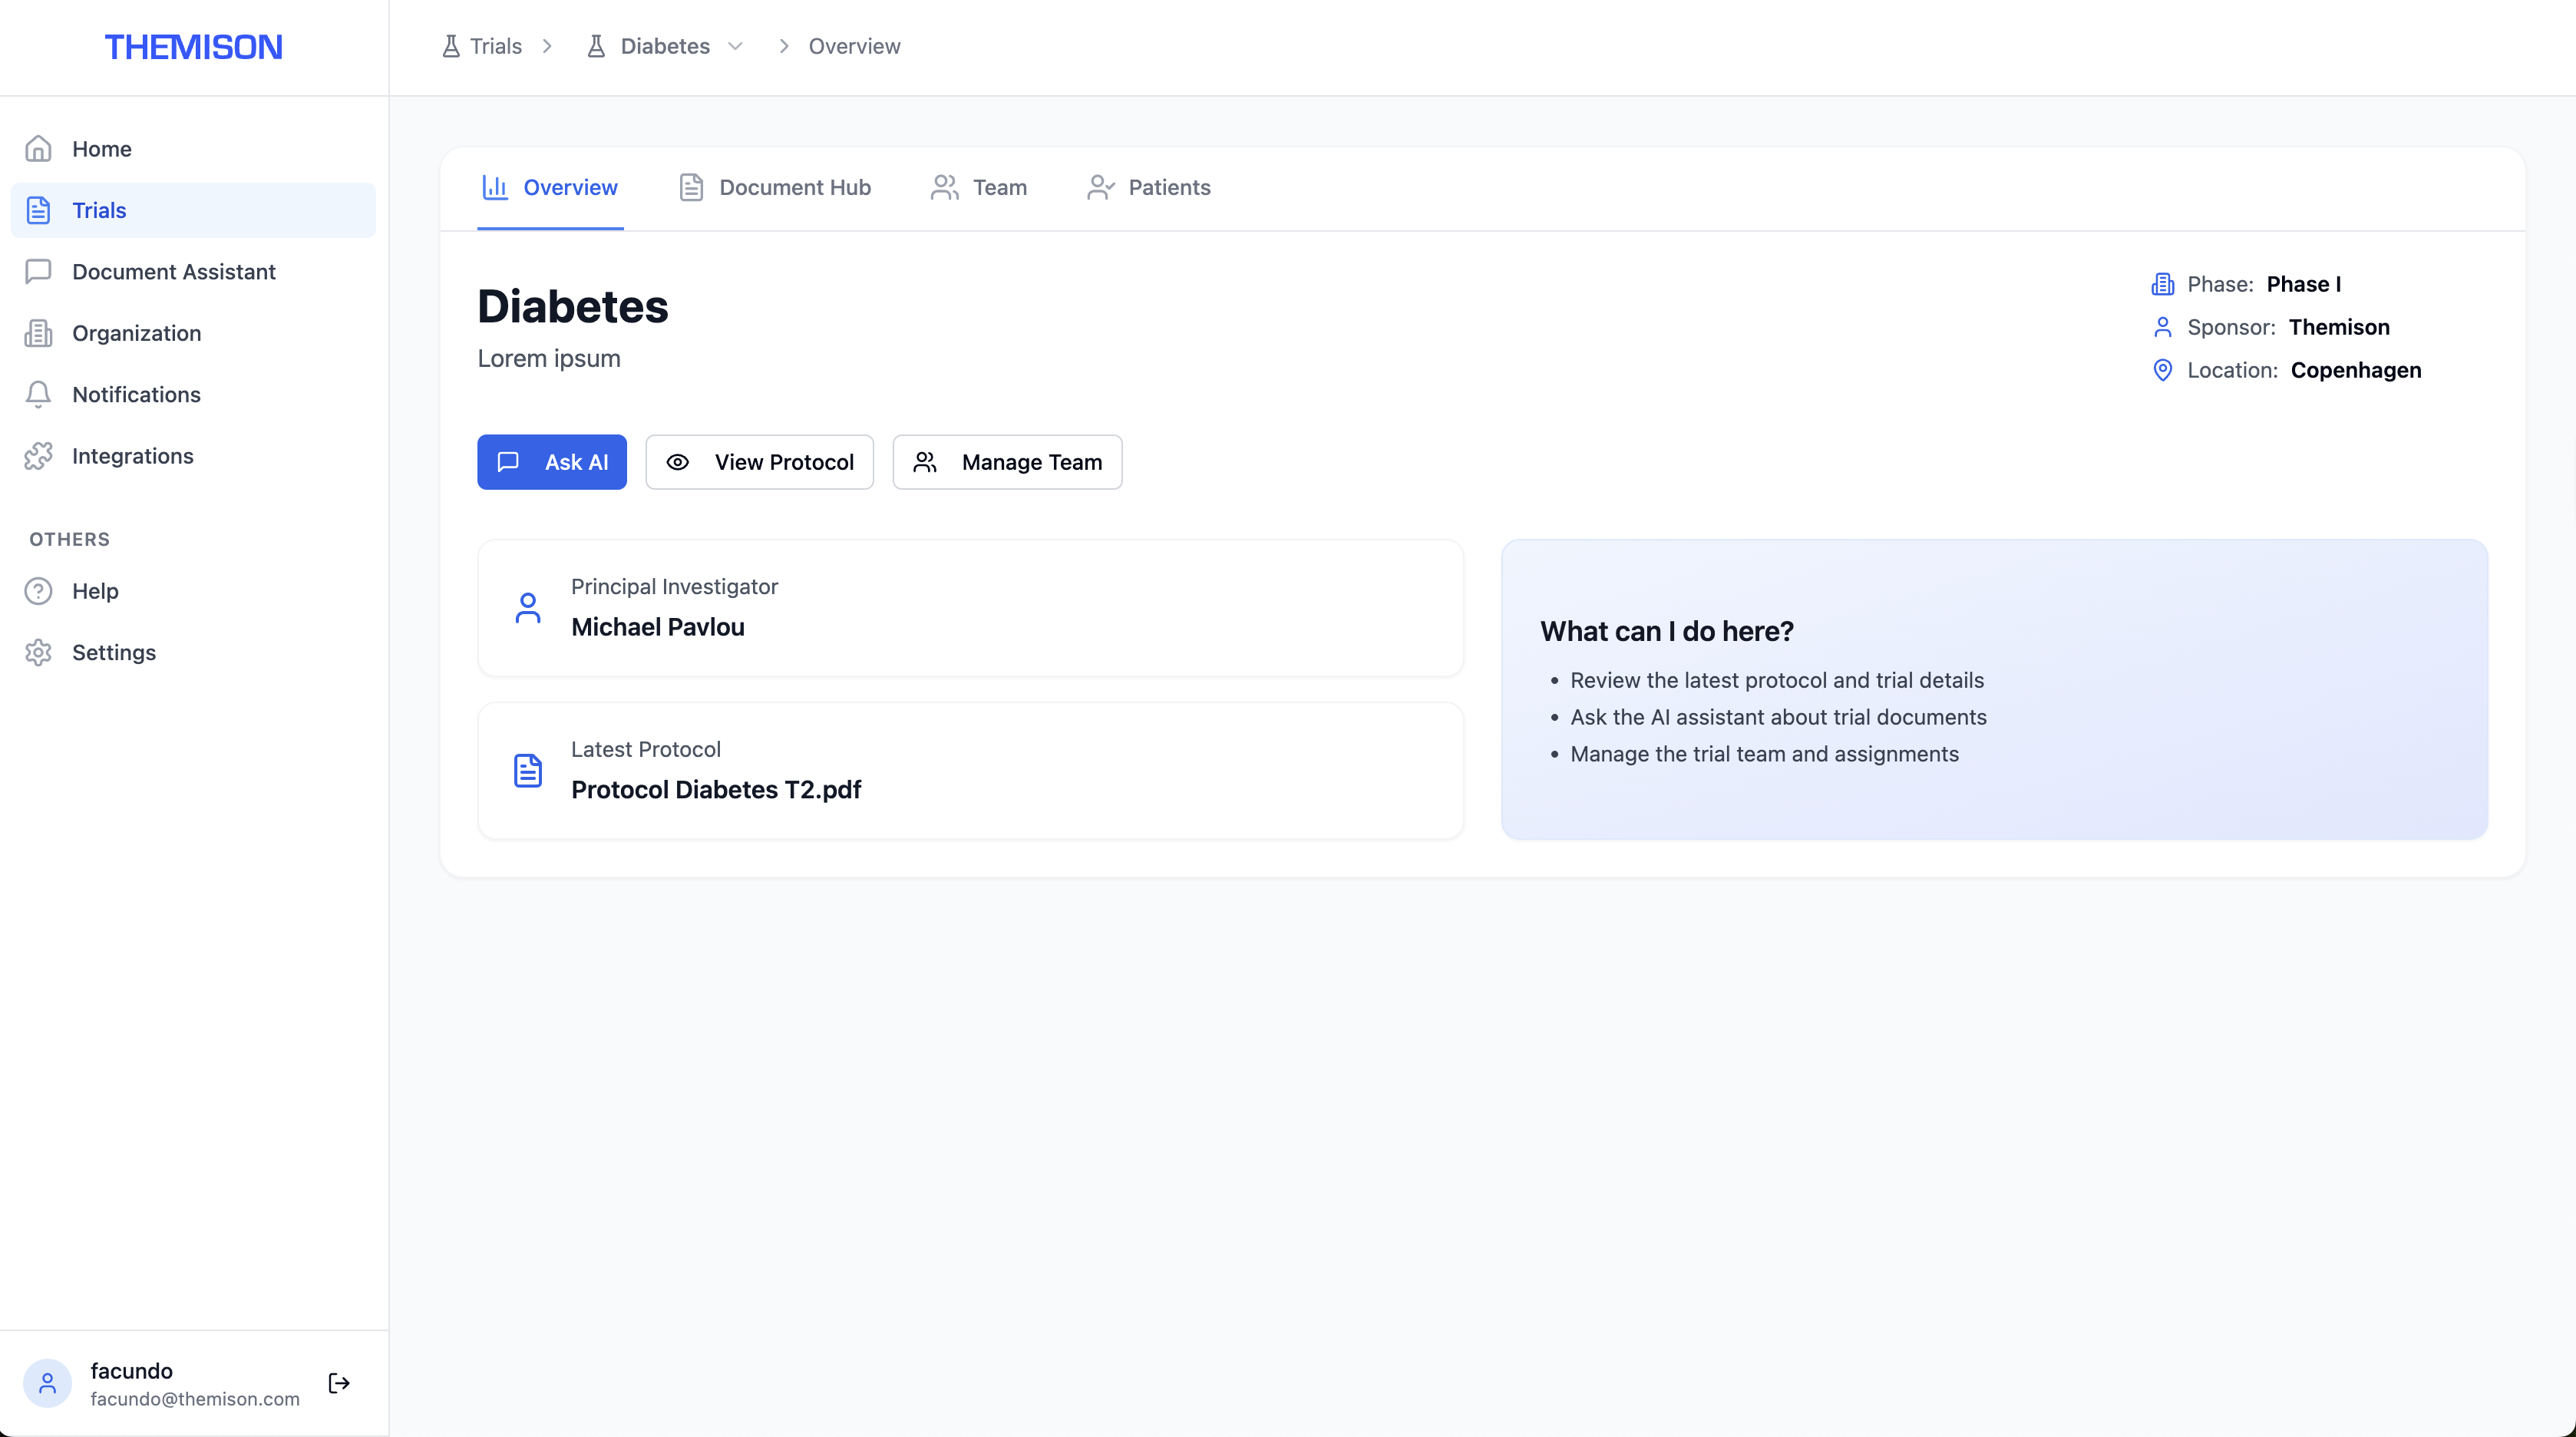 THEMISON
Trials
Diabetes
Overview
Home
Trials
Document Assistant
Organization
Notifications
Integrations
OTHERS
Help
Settings
facundo
facundo@themison.com
Overview
Document Hub
Team
Patients
Diabetes
Lorem ipsum
Phase: Phase I
Sponsor: Themison
Location: Copenhagen
Ask AI
View Protocol
Manage Team
Principal Investigator
Michael Pavlou
Latest Protocol
Protocol Diabetes T2.pdf
What can I do here?
• Review the latest protocol and trial details
• Ask the AI assistant about trial documents
• Manage the trial team and assignments